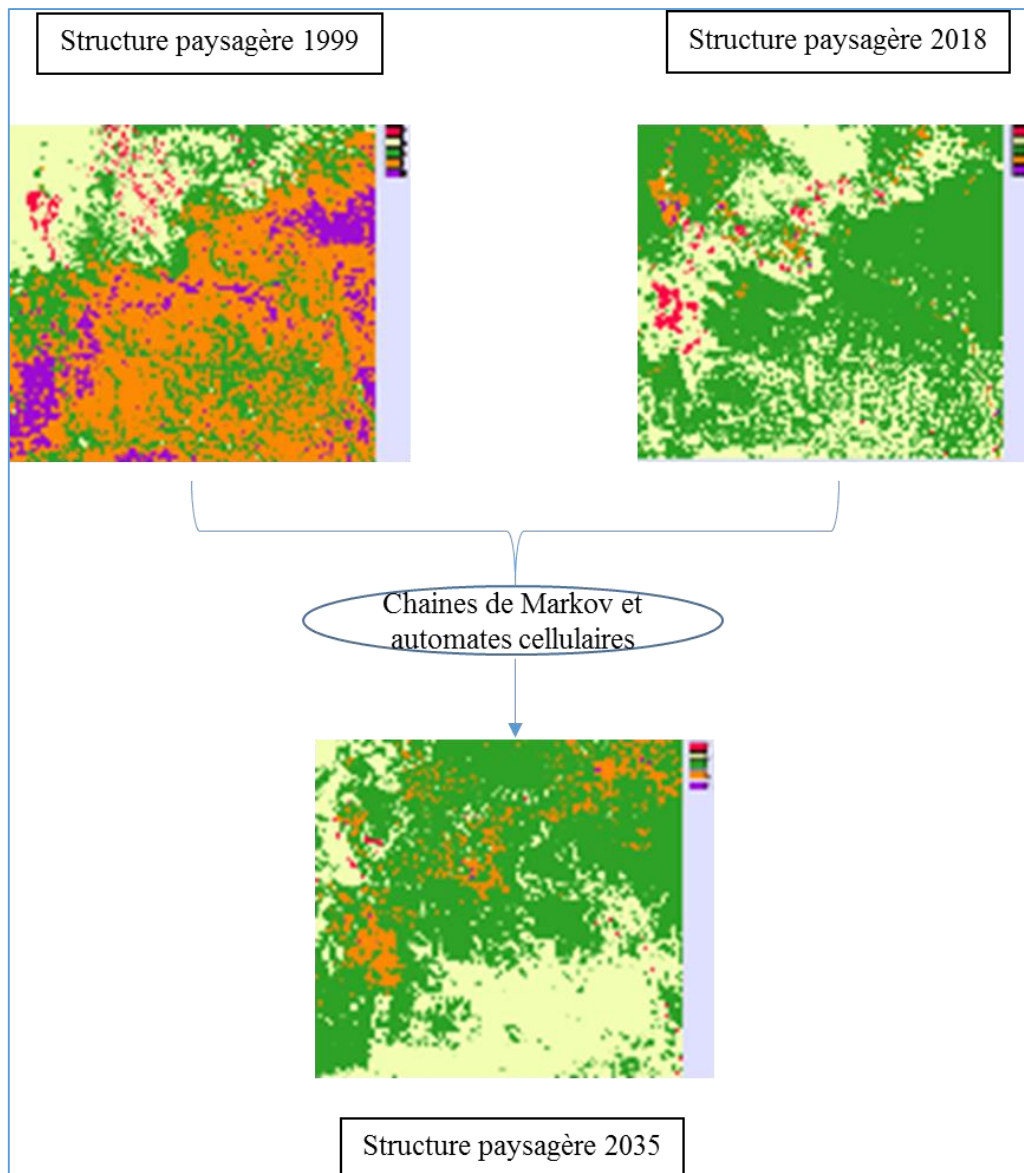 Structure paysagère 1999
Structure paysagère 2018
Chaines de Markov et
automates cellulaires
Structure paysagère 2035